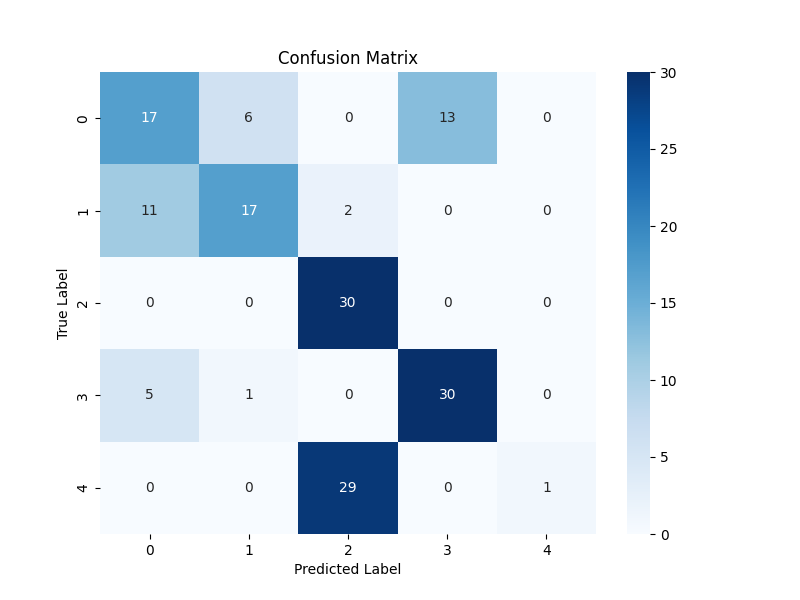 Confusion Matrix
0 17 6 0 13 0
1 11 17 2 0 0
2 0 0 30 0 0
3 5 1 0 30 0
4 0 0 29 0 1
0 1 2 3 4
True Label
Predicted Label
30
25
20
15
10
5
0